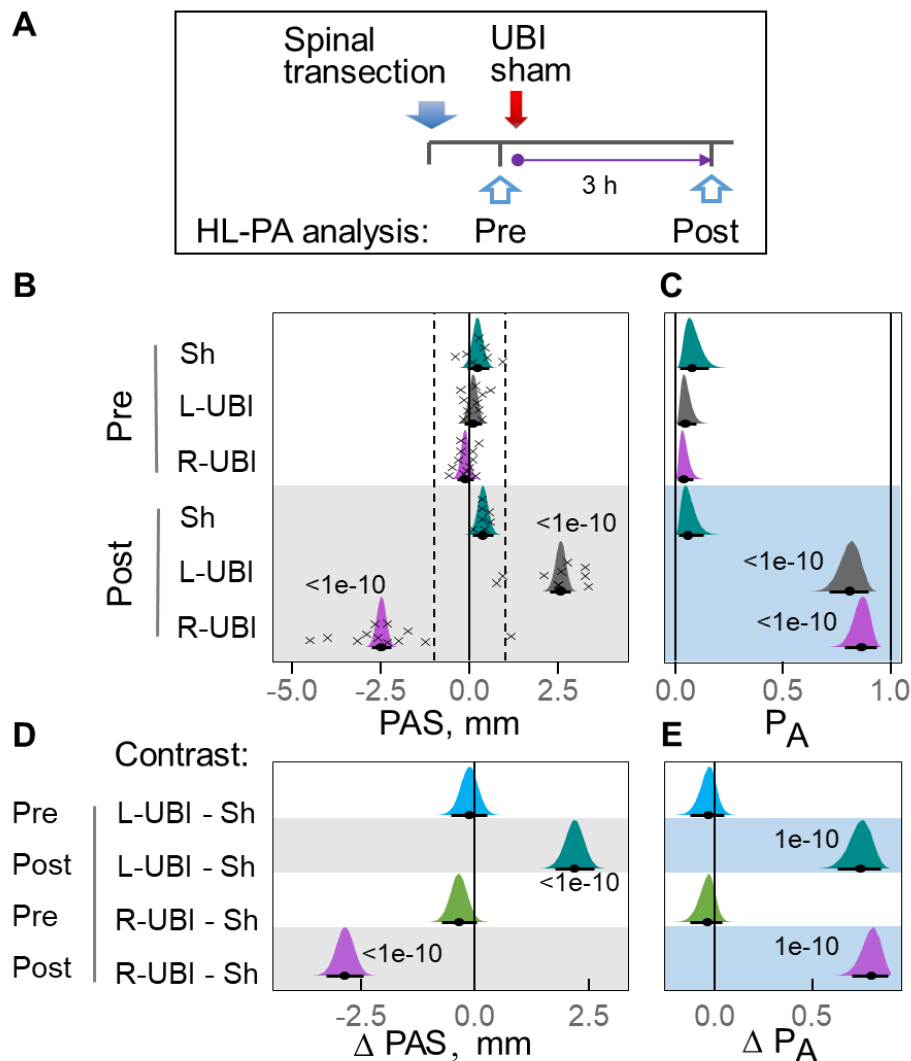 A
Spinal transection
UBI sham
3 h
HL-PA analysis: Pre Post
B
C
Pre
Sh
L-UBI
R-UBI
Post
Sh
L-UBI
R-UBI
<1e-10
<1e-10
<1e-10
<1e-10
-5.0 -2.5 0.0 2.5
PAS, mm
0.0 0.5 1.0
PA
D
E
Contrast:
Pre L-UBI - Sh
Post L-UBI - Sh
Pre R-UBI - Sh
Post R-UBI - Sh
<1e-10
<1e-10
1e-10
1e-10
-2.5 0.0 2.5
Δ PAS, mm
0.0 0.5
Δ PA